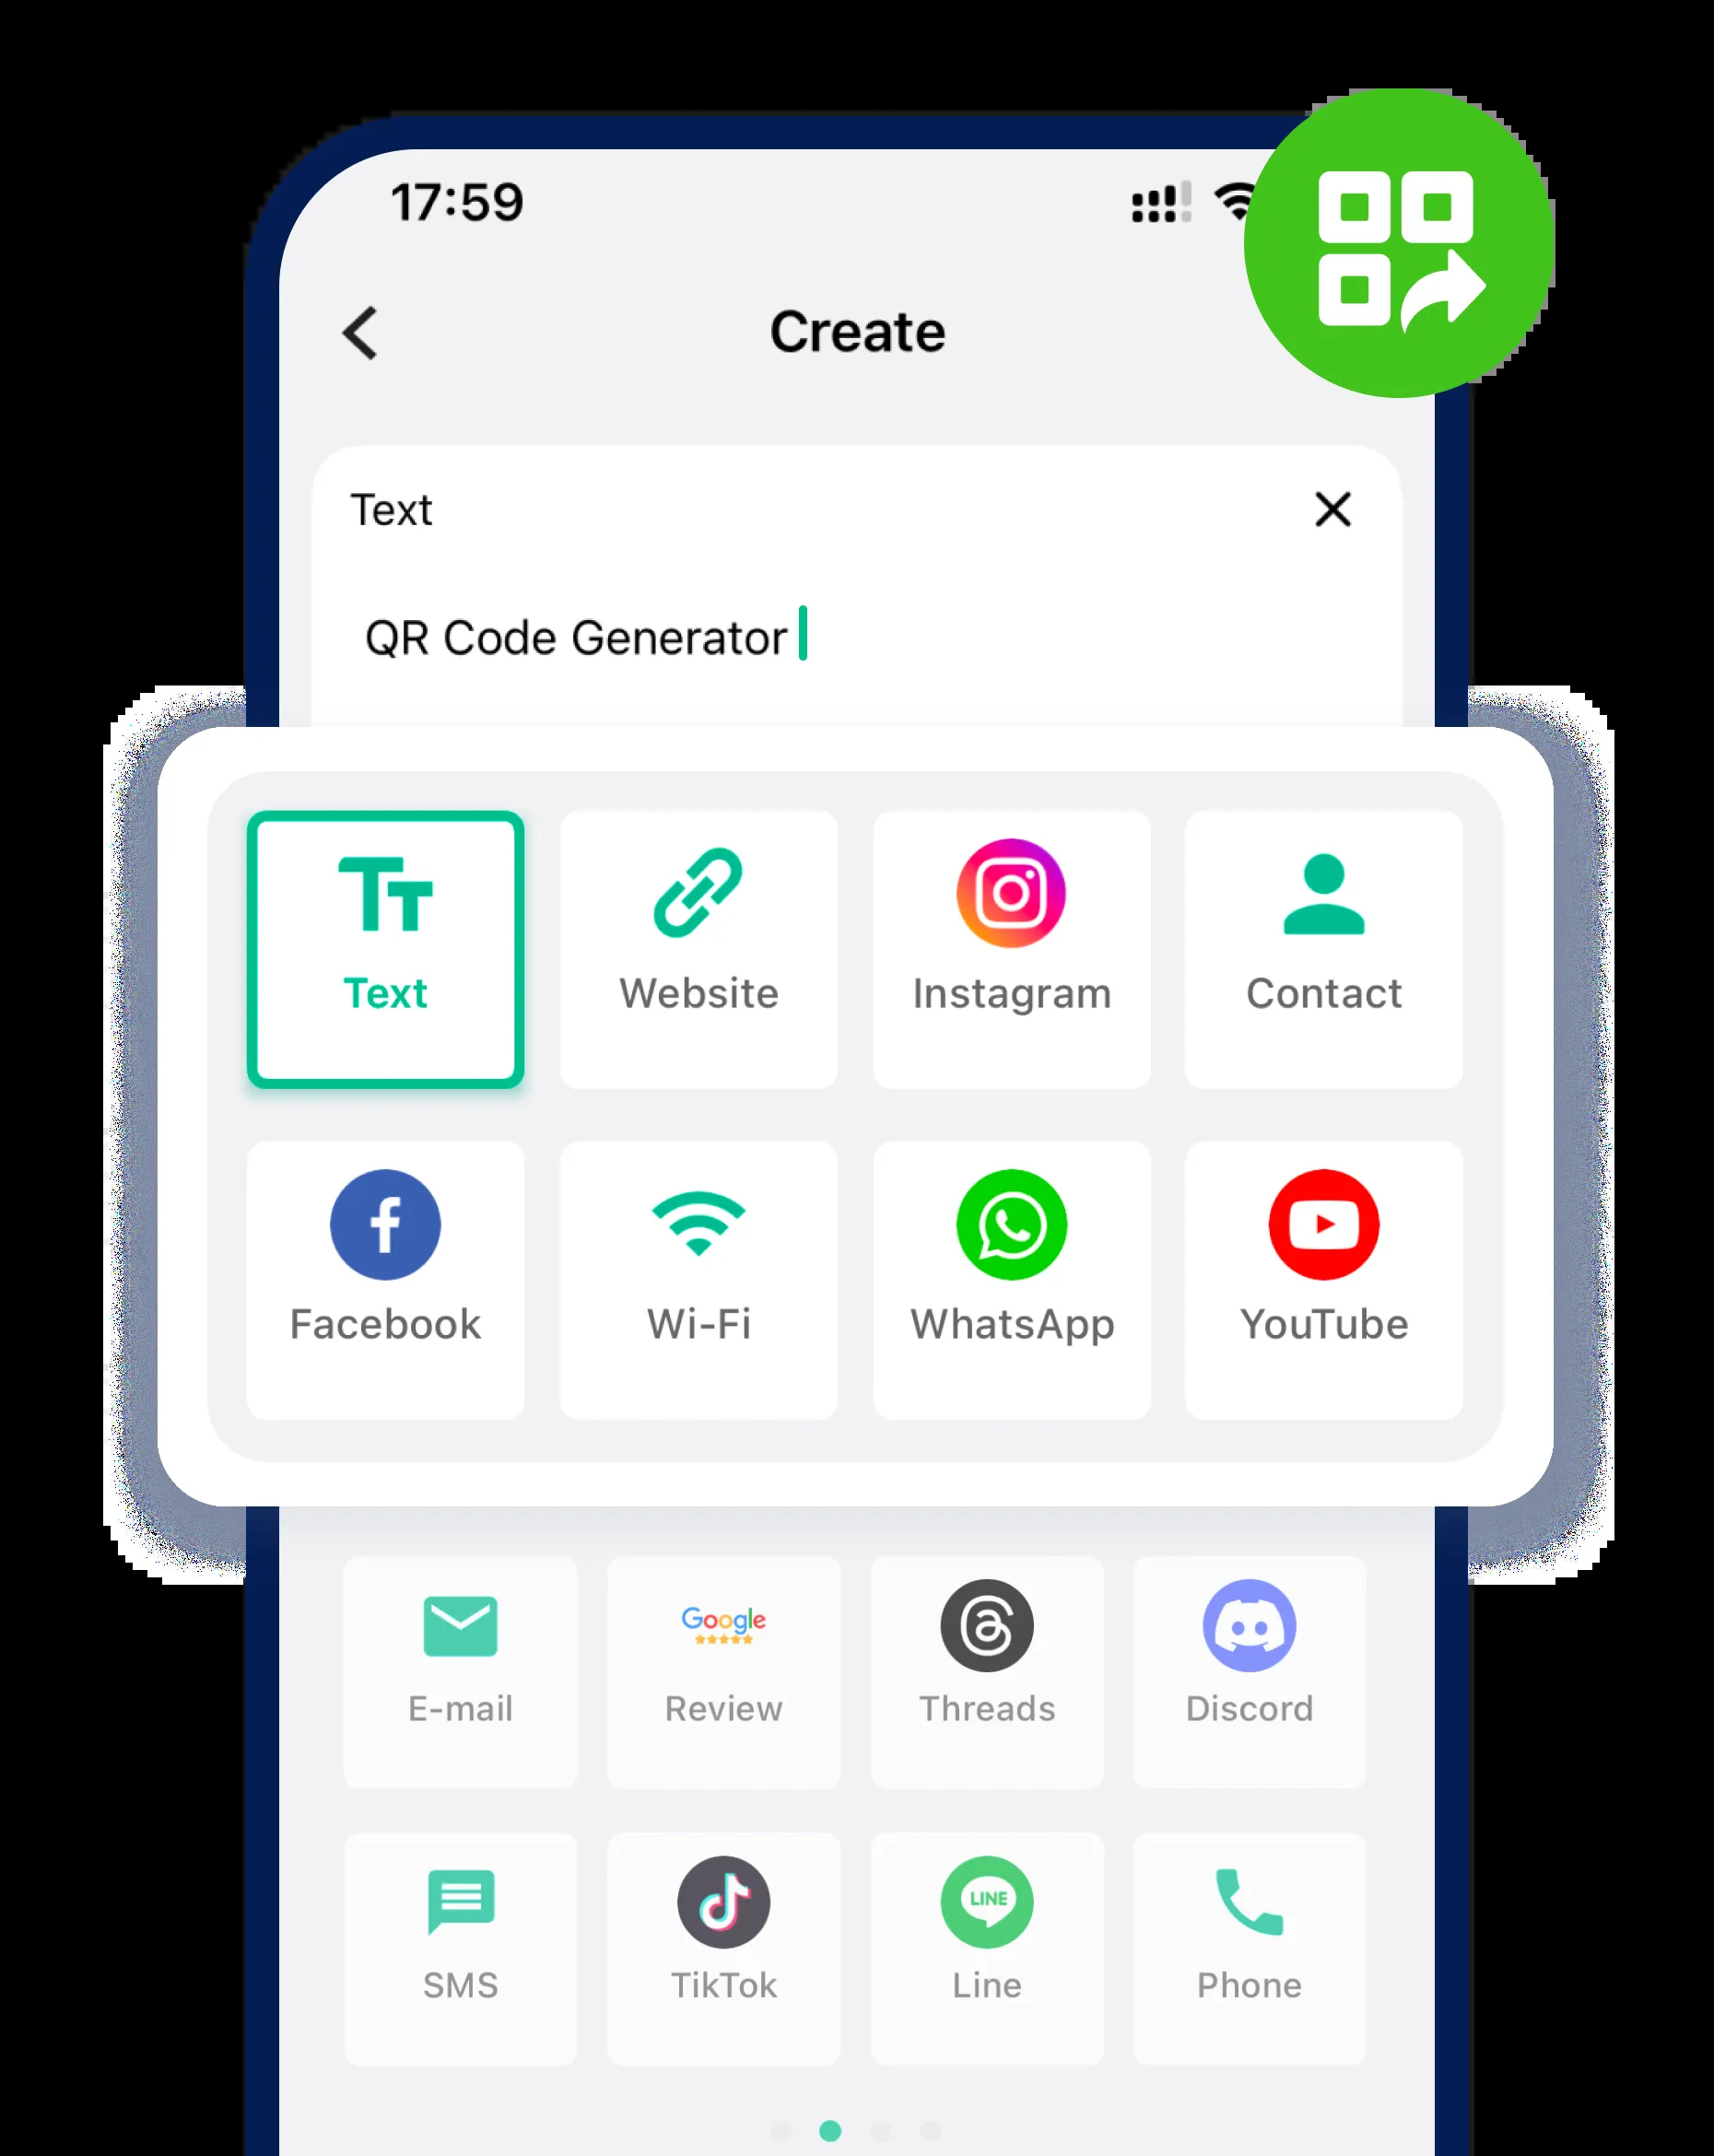 17:59
Create
Text
QR Code Generator
Tt
Text Website Instagram Contact
Facebook Wi-Fi WhatsApp YouTube
Google
E-mail Review Threads Discord
LINE
SMS TikTok Line Phone